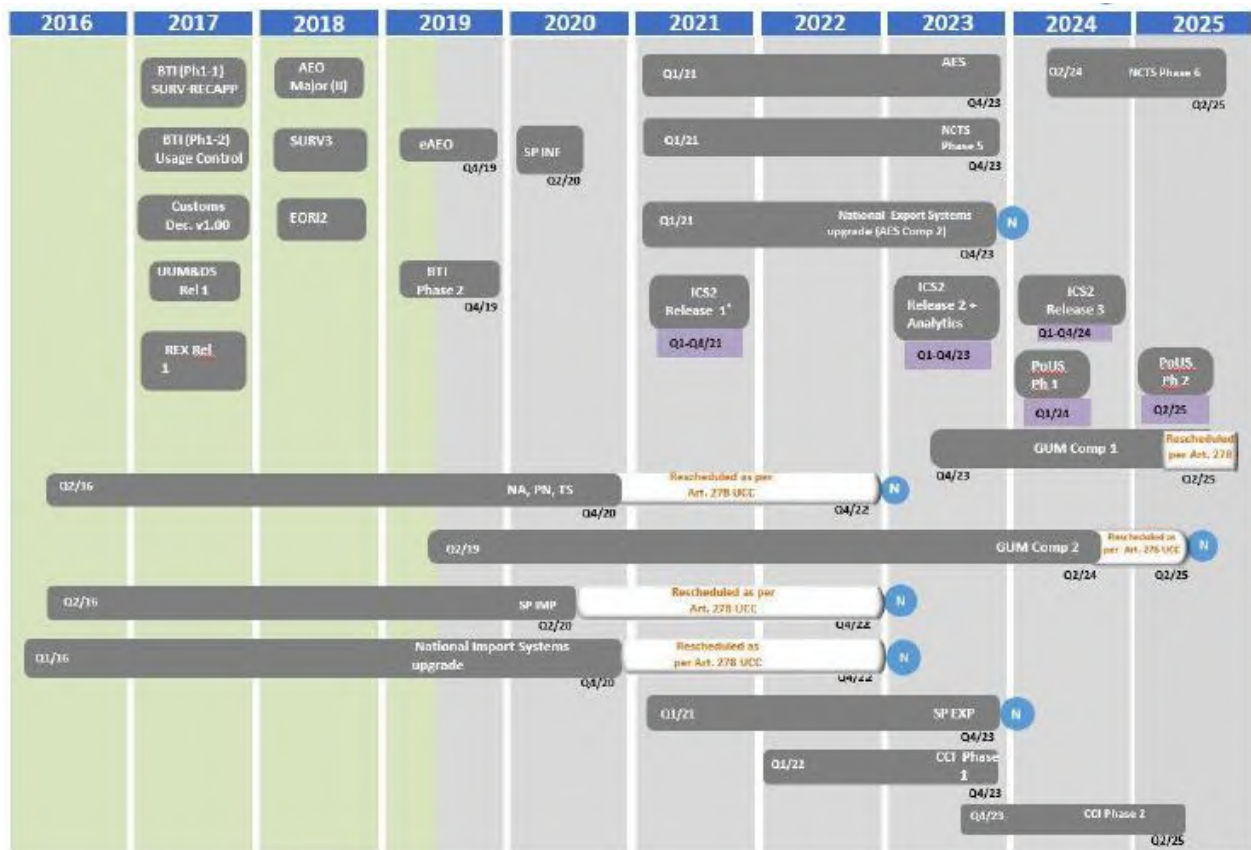 2016 2017 2018 2019 2020 2021 2022 2023 2024 2025
BTI (Ph1-1)
SURV-RECAPP
AEO
Major (II)
Q1/21
AES
Q4/23
Q2/24
NCTS Phase 6
Q2/25
BTI (Ph1-2)
Usage Control
SURV3
eAEO
Q4/19
SP INF
Q2/20
Q1/21
NCTS
Phase 5
Q4/23
Customs
Dec. v1.00
EORI2
Q1/21
National Export Systems
upgrade (AES Comp 2)
N
Q4/23
UUM&DS
Rel 1
BTI
Phase 2
Q4/19
ICS2
Release 1*
Q1-Q4/21
ICS2
Release 2 +
Analytics
Q1-Q4/23
ICS2
Release 3
Q1-Q4/24
REX Rel
1
PoUS
Ph 1
Q1/24
PoUS
Ph 2
Q2/25
GUM Comp 1
Rescheduled
per Art. 278
Q4/23
Q2/25
Q2/16
NA, PN, TS
Rescheduled as per
Art. 278 UCC
N
Q4/20
Q4/22
Q2/19
GUM Comp 2
Rescheduled as
per Art. 278 UCC
N
Q2/24
Q2/25
Q2/16
SP IMP
Rescheduled as per
Art. 278 UCC
N
Q2/20
Q4/22
Q1/16
National Import Systems
upgrade
Rescheduled as
per Art. 278 UCC
N
Q4/20
Q4/22
Q1/21
SP EXP
N
Q4/23
Q1/22
CCI Phase
1
Q4/23
Q4/23
CCI Phase 2
Q2/25